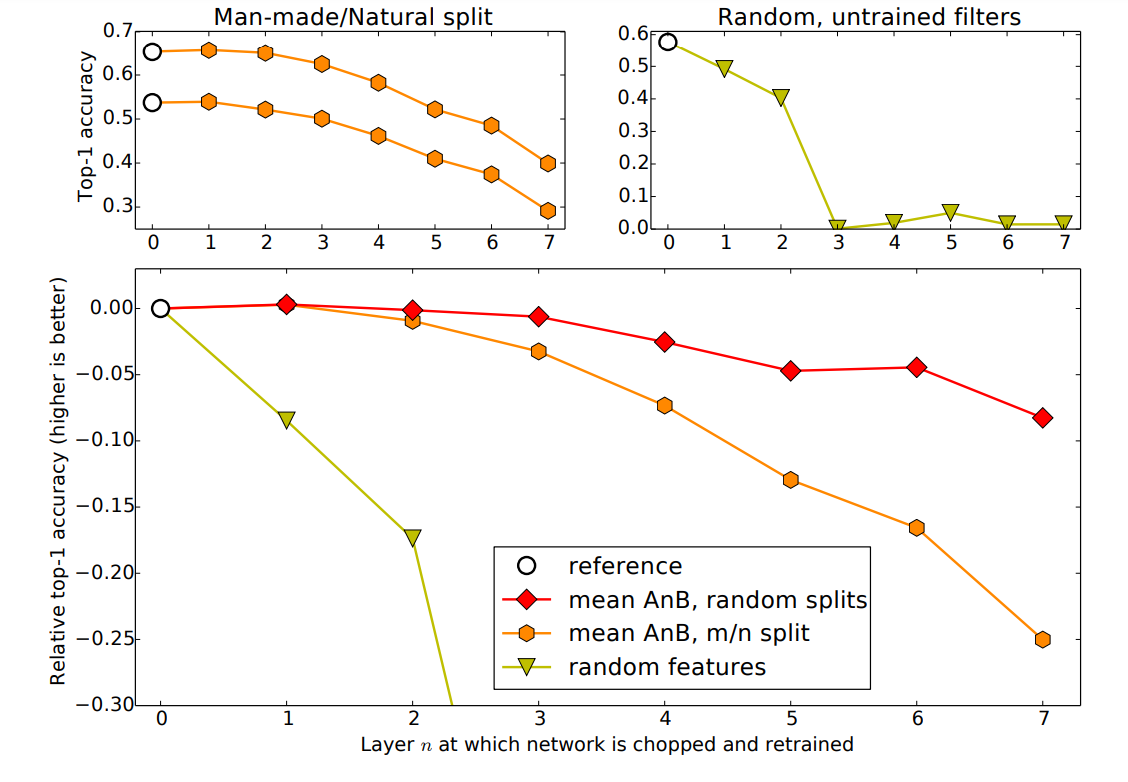 Man-made/Natural split
Top-1 accuracy
0.7
0.6
0.5
0.4
0.3
0 1 2 3 4 5 6 7
Random, untrained filters
0.6
0.5
0.4
0.3
0.2
0.1
0.0
0 1 2 3 4 5 6 7
Relative top-1 accuracy (higher is better)
0.00
−0.05
−0.10
−0.15
−0.20
−0.25
−0.30
reference
mean AnB, random splits
mean AnB, m/n split
random features
0 1 2 3 4 5 6 7
Layer n at which network is chopped and retrained